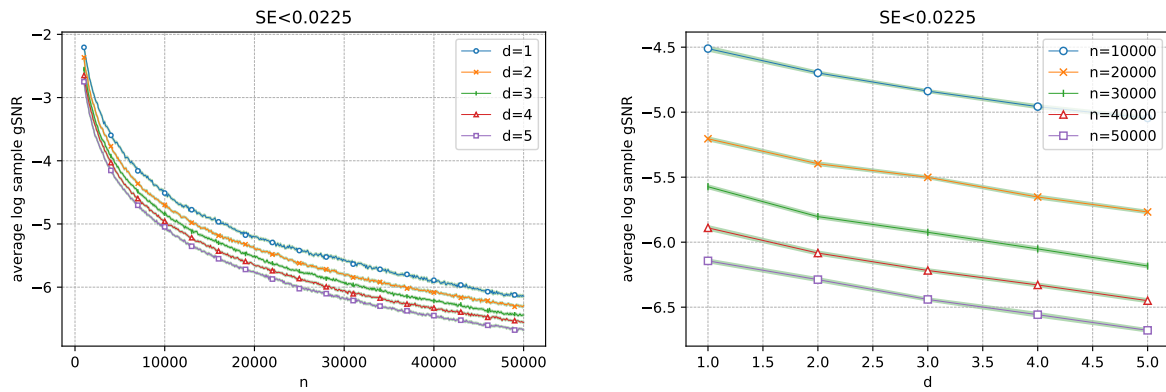 SE<0.0225
average log sample gSNR
−2
−3
−4
−5
−6
0
10000
20000
30000
40000
50000
n
d=1
d=2
d=3
d=4
d=5
SE<0.0225
average log sample gSNR
−4.5
−5.0
−5.5
−6.0
−6.5
1.0
1.5
2.0
2.5
3.0
3.5
4.0
4.5
5.0
d
n=10000
n=20000
n=30000
n=40000
n=50000